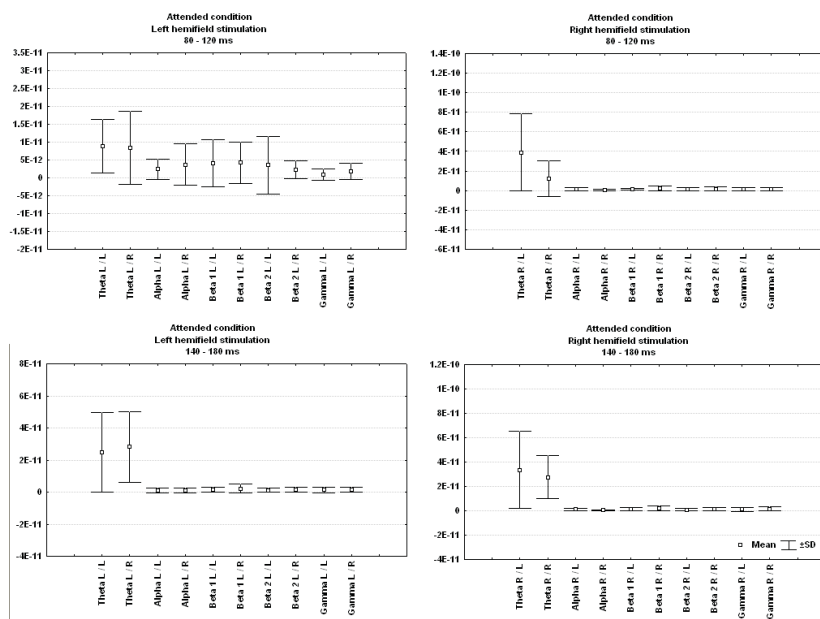 Attended condition
Left hemifield stimulation
80 - 120 ms
3.5E-11
3E-11
2.5E-11
2E-11
1.5E-11
1E-11
5E-12
0
-5E-12
-1E-11
-1.5E-11
-2E-11
Theta L / L
Theta L / R
Alpha L / L
Alpha L / R
Beta 1 L / L
Beta 1 L / R
Beta 2 L / L
Beta 2 L / R
Gamma L / L
Gamma L / R
Attended condition
Right hemifield stimulation
80 - 120 ms
1.4E-10
1.2E-10
1E-10
8E-11
6E-11
4E-11
2E-11
0
-2E-11
-4E-11
-6E-11
Theta R / L
Theta R / R
Alpha R / L
Alpha R / R
Beta 1 R / L
Beta 1 R / R
Beta 2 R / L
Beta 2 R / R
Gamma R / L
Gamma R / R
Attended condition
Left hemifield stimulation
140 - 180 ms
8E-11
6E-11
4E-11
2E-11
0
-2E-11
-4E-11
Theta L / L
Theta L / R
Alpha L / L
Alpha L / R
Beta 1 L / L
Beta 1 L / R
Beta 2 L / L
Beta 2 L / R
Gamma L / L
Gamma L / R
Attended condition
Right hemifield stimulation
140 - 180 ms
1.2E-10
1E-10
8E-11
6E-11
4E-11
2E-11
0
-2E-11
-4E-11
Mean ±SD
Theta R / L
Theta R / R
Alpha R / L
Alpha R / R
Beta 1 R / L
Beta 1 R / R
Beta 2 R / L
Beta 2 R / R
Gamma R / L
Gamma R / R